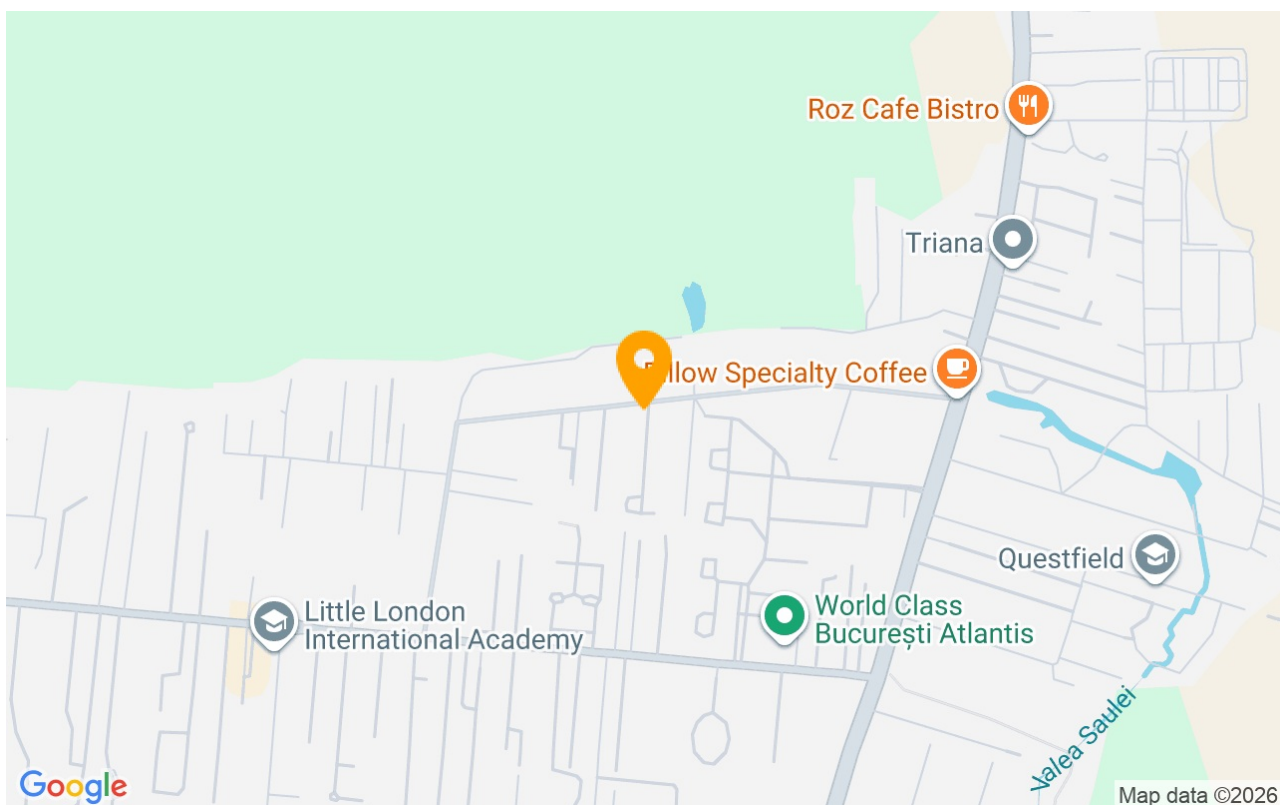 Roz Cafe Bistro
Triana
llow Specialty Coffee
Questfield
Little London
International Academy
World Class
București Atlantis
Valea Saulei
Google
Map data ©2026